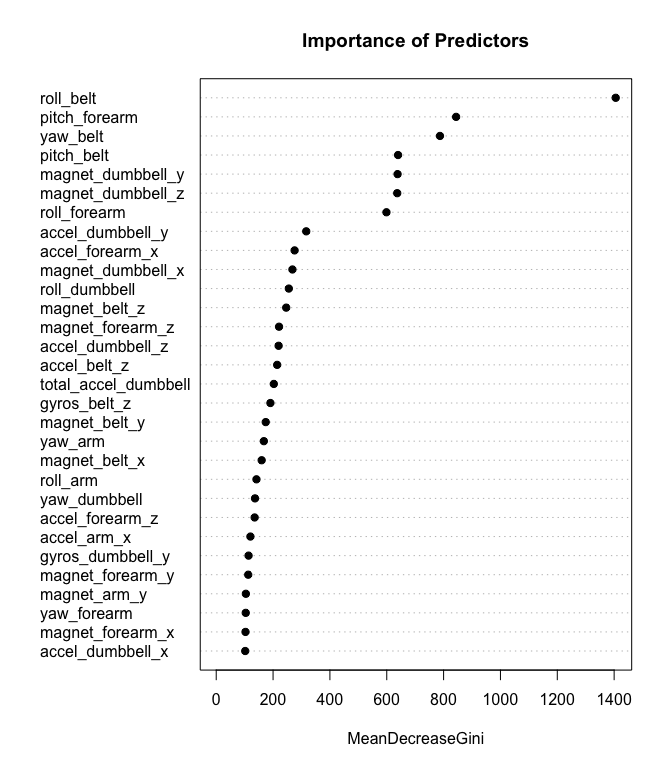 Importance of Predictors
roll_belt
pitch_forearm
yaw_belt
pitch_belt
magnet_dumbbell_y
magnet_dumbbell_z
roll_forearm
accel_dumbbell_y
accel_forearm_x
magnet_dumbbell_x
roll_dumbbell
magnet_belt_z
magnet_forearm_z
accel_dumbbell_z
accel_belt_z
total_accel_dumbbell
gyros_belt_z
magnet_belt_y
yaw_arm
magnet_belt_x
roll_arm
yaw_dumbbell
accel_forearm_z
accel_arm_x
gyros_dumbbell_y
magnet_forearm_y
magnet_arm_y
yaw_forearm
magnet_forearm_x
accel_dumbbell_x
0 200 400 600 800 1000 1200 1400
MeanDecreaseGini